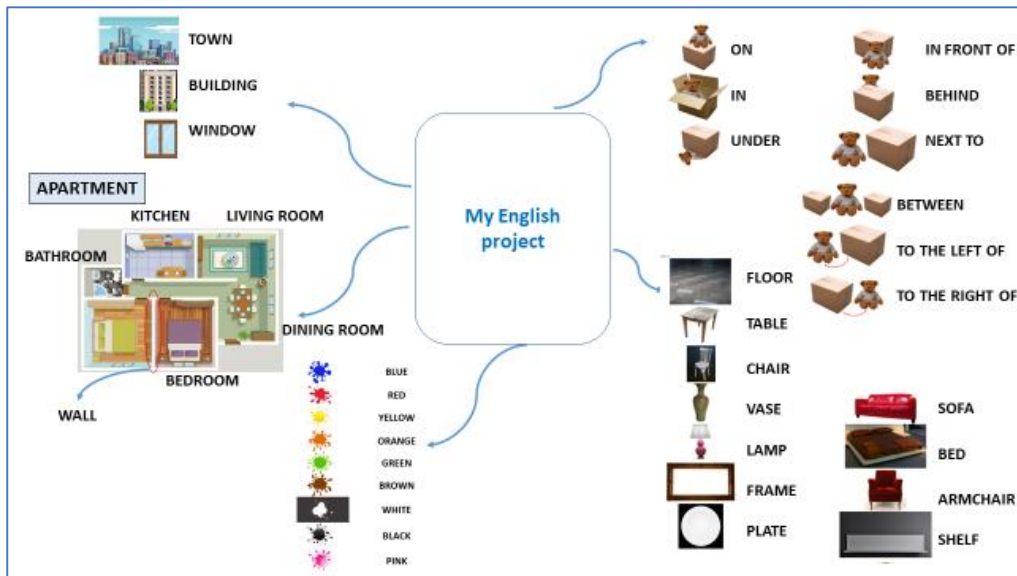 TOWN
BUILDING
WINDOW
APARTMENT
KITCHEN
LIVING ROOM
BATHROOM
DINING ROOM
BEDROOM
WALL
My English
project
BLUE
RED
YELLOW
ORANGE
GREEN
BROWN
WHITE
BLACK
PINK
ON
IN
UNDER
IN FRONT OF
BEHIND
NEXT TO
BETWEEN
TO THE LEFT OF
TO THE RIGHT OF
FLOOR
TABLE
CHAIR
VASE
LAMP
FRAME
PLATE
SOFA
BED
ARMCHAIR
SHELF